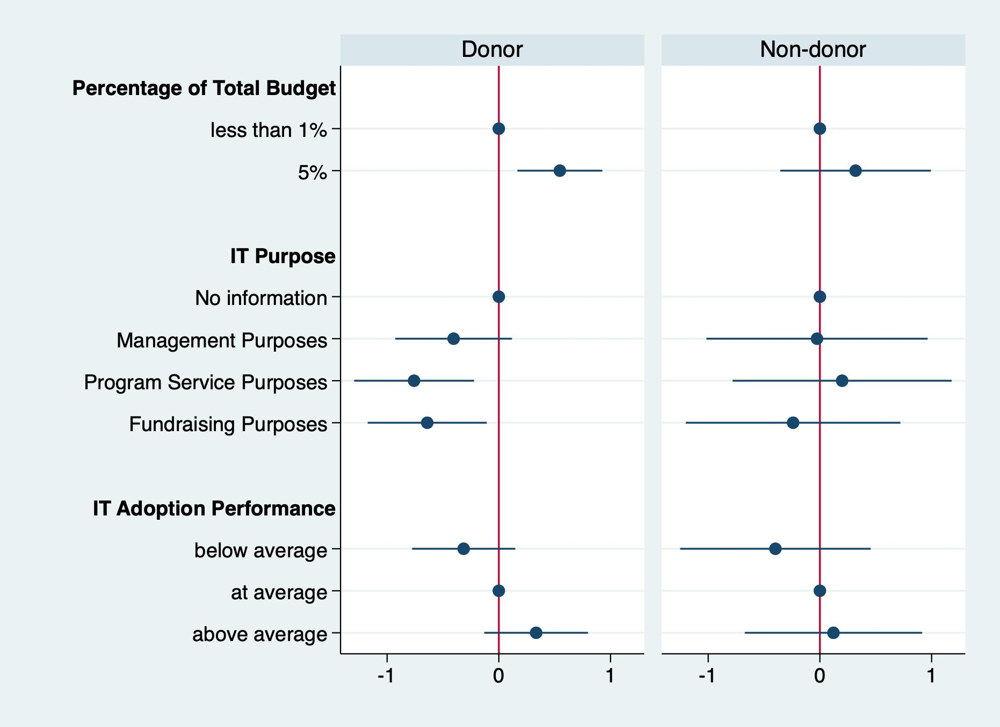 Donor
Non-donor
Percentage of Total Budget
less than 1%
5%
IT Purpose
No information
Management Purposes
Program Service Purposes
Fundraising Purposes
IT Adoption Performance
below average
at average
above average
-1 0 1
-1 0 1